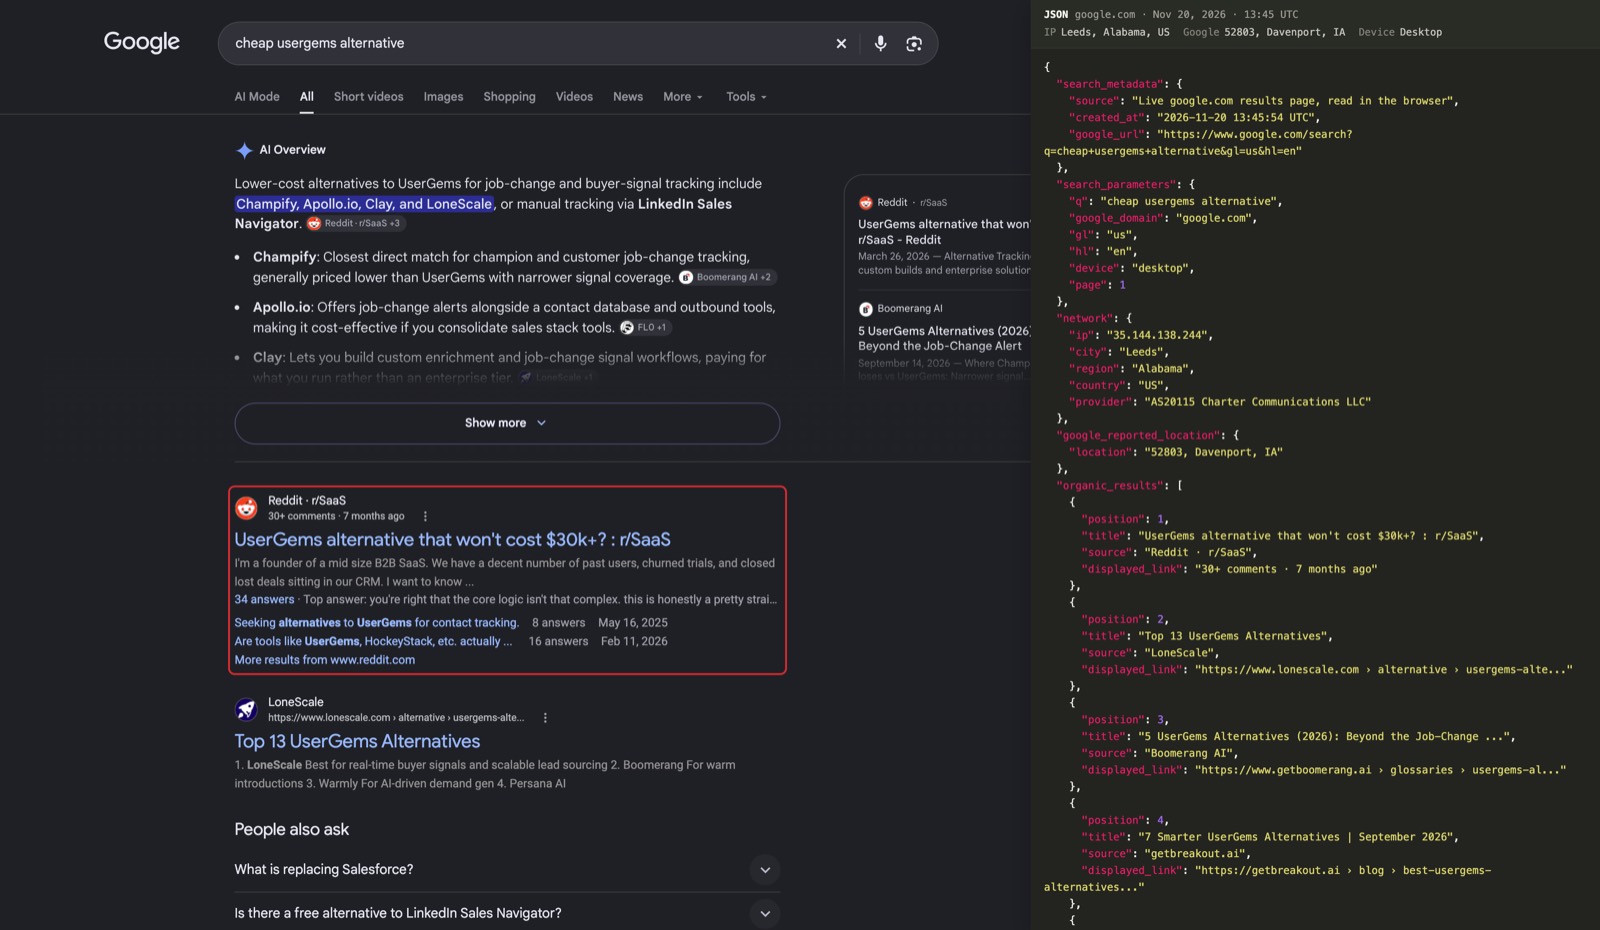 Google
cheap usergems alternative
AI Mode All Short videos Images Shopping Videos News More Tools
AI Overview
Lower-cost alternatives to UserGems for job-change and buyer-signal tracking include
Champify, Apollo.io, Clay, and LoneScale, or manual tracking via LinkedIn Sales
Navigator. Reddit · r/SaaS +3
• Champify: Closest direct match for champion and customer job-change tracking,
generally priced lower than UserGems with narrower signal coverage. Boomerang AI +2
• Apollo.io: Offers job-change alerts alongside a contact database and outbound tools,
making it cost-effective if you consolidate sales stack tools. FL0 +1
• Clay: Lets you build custom enrichment and job-change signal workflows, paying for
what you run rather than an enterprise tier. LoneScale +1
Show more
Reddit · r/SaaS
UserGems alternative that won'
r/SaaS - Reddit
March 26, 2026 — Alternative Trackin
custom builds and enterprise solution
Boomerang AI
5 UserGems Alternatives (2026)
Beyond the Job-Change Alert
September 14, 2026 — Where Champ
loses vs UserGems: Narrower signal
Reddit · r/SaaS
30+ comments · 7 months ago
UserGems alternative that won't cost $30k+? : r/SaaS
I'm a founder of a mid size B2B SaaS. We have a decent number of past users, churned trials, and closed
lost deals sitting in our CRM. I want to know ...
34 answers · Top answer: you're right that the core logic isn't that complex. this is honestly a pretty strai...
Seeking alternatives to UserGems for contact tracking. 8 answers May 16, 2025
Are tools like UserGems, HockeyStack, etc. actually ... 16 answers Feb 11, 2026
More results from www.reddit.com
LoneScale
https://www.lonescale.com › alternative › usergems-alte...
Top 13 UserGems Alternatives
1. LoneScale Best for real-time buyer signals and scalable lead sourcing 2. Boomerang For warm
introductions 3. Warmly For AI-driven demand gen 4. Persana AI
People also ask
What is replacing Salesforce?
Is there a free alternative to LinkedIn Sales Navigator?
JSON google.com · Nov 20, 2026 · 13:45 UTC
IP Leeds, Alabama, US Google 52803, Davenport, IA Device Desktop
{
"search_metadata": {
"source": "Live google.com results page, read in the browser",
"created_at": "2026-11-20 13:45:54 UTC",
"google_url": "https://www.google.com/search?
q=cheap+usergems+alternative&gl=us&hl=en"
},
"search_parameters": {
"q": "cheap usergems alternative",
"google_domain": "google.com",
"gl": "us",
"hl": "en",
"device": "desktop",
"page": 1
},
"network": {
"ip": "35.144.138.244",
"city": "Leeds",
"region": "Alabama",
"country": "US",
"provider": "AS20115 Charter Communications LLC"
},
"google_reported_location": {
"location": "52803, Davenport, IA"
},
"organic_results": [
{
"position": 1,
"title": "UserGems alternative that won't cost $30k+? : r/SaaS",
"source": "Reddit · r/SaaS",
"displayed_link": "30+ comments · 7 months ago"
},
{
"position": 2,
"title": "Top 13 UserGems Alternatives",
"source": "LoneScale",
"displayed_link": "https://www.lonescale.com › alternative › usergems-alte..."
},
{
"position": 3,
"title": "5 UserGems Alternatives (2026): Beyond the Job-Change ...",
"source": "Boomerang AI",
"displayed_link": "https://www.getboomerang.ai › glossaries › usergems-al..."
},
{
"position": 4,
"title": "7 Smarter UserGems Alternatives | September 2026",
"source": "getbreakout.ai",
"displayed_link": "https://getbreakout.ai › blog › best-usergems-
alternatives..."
},
{